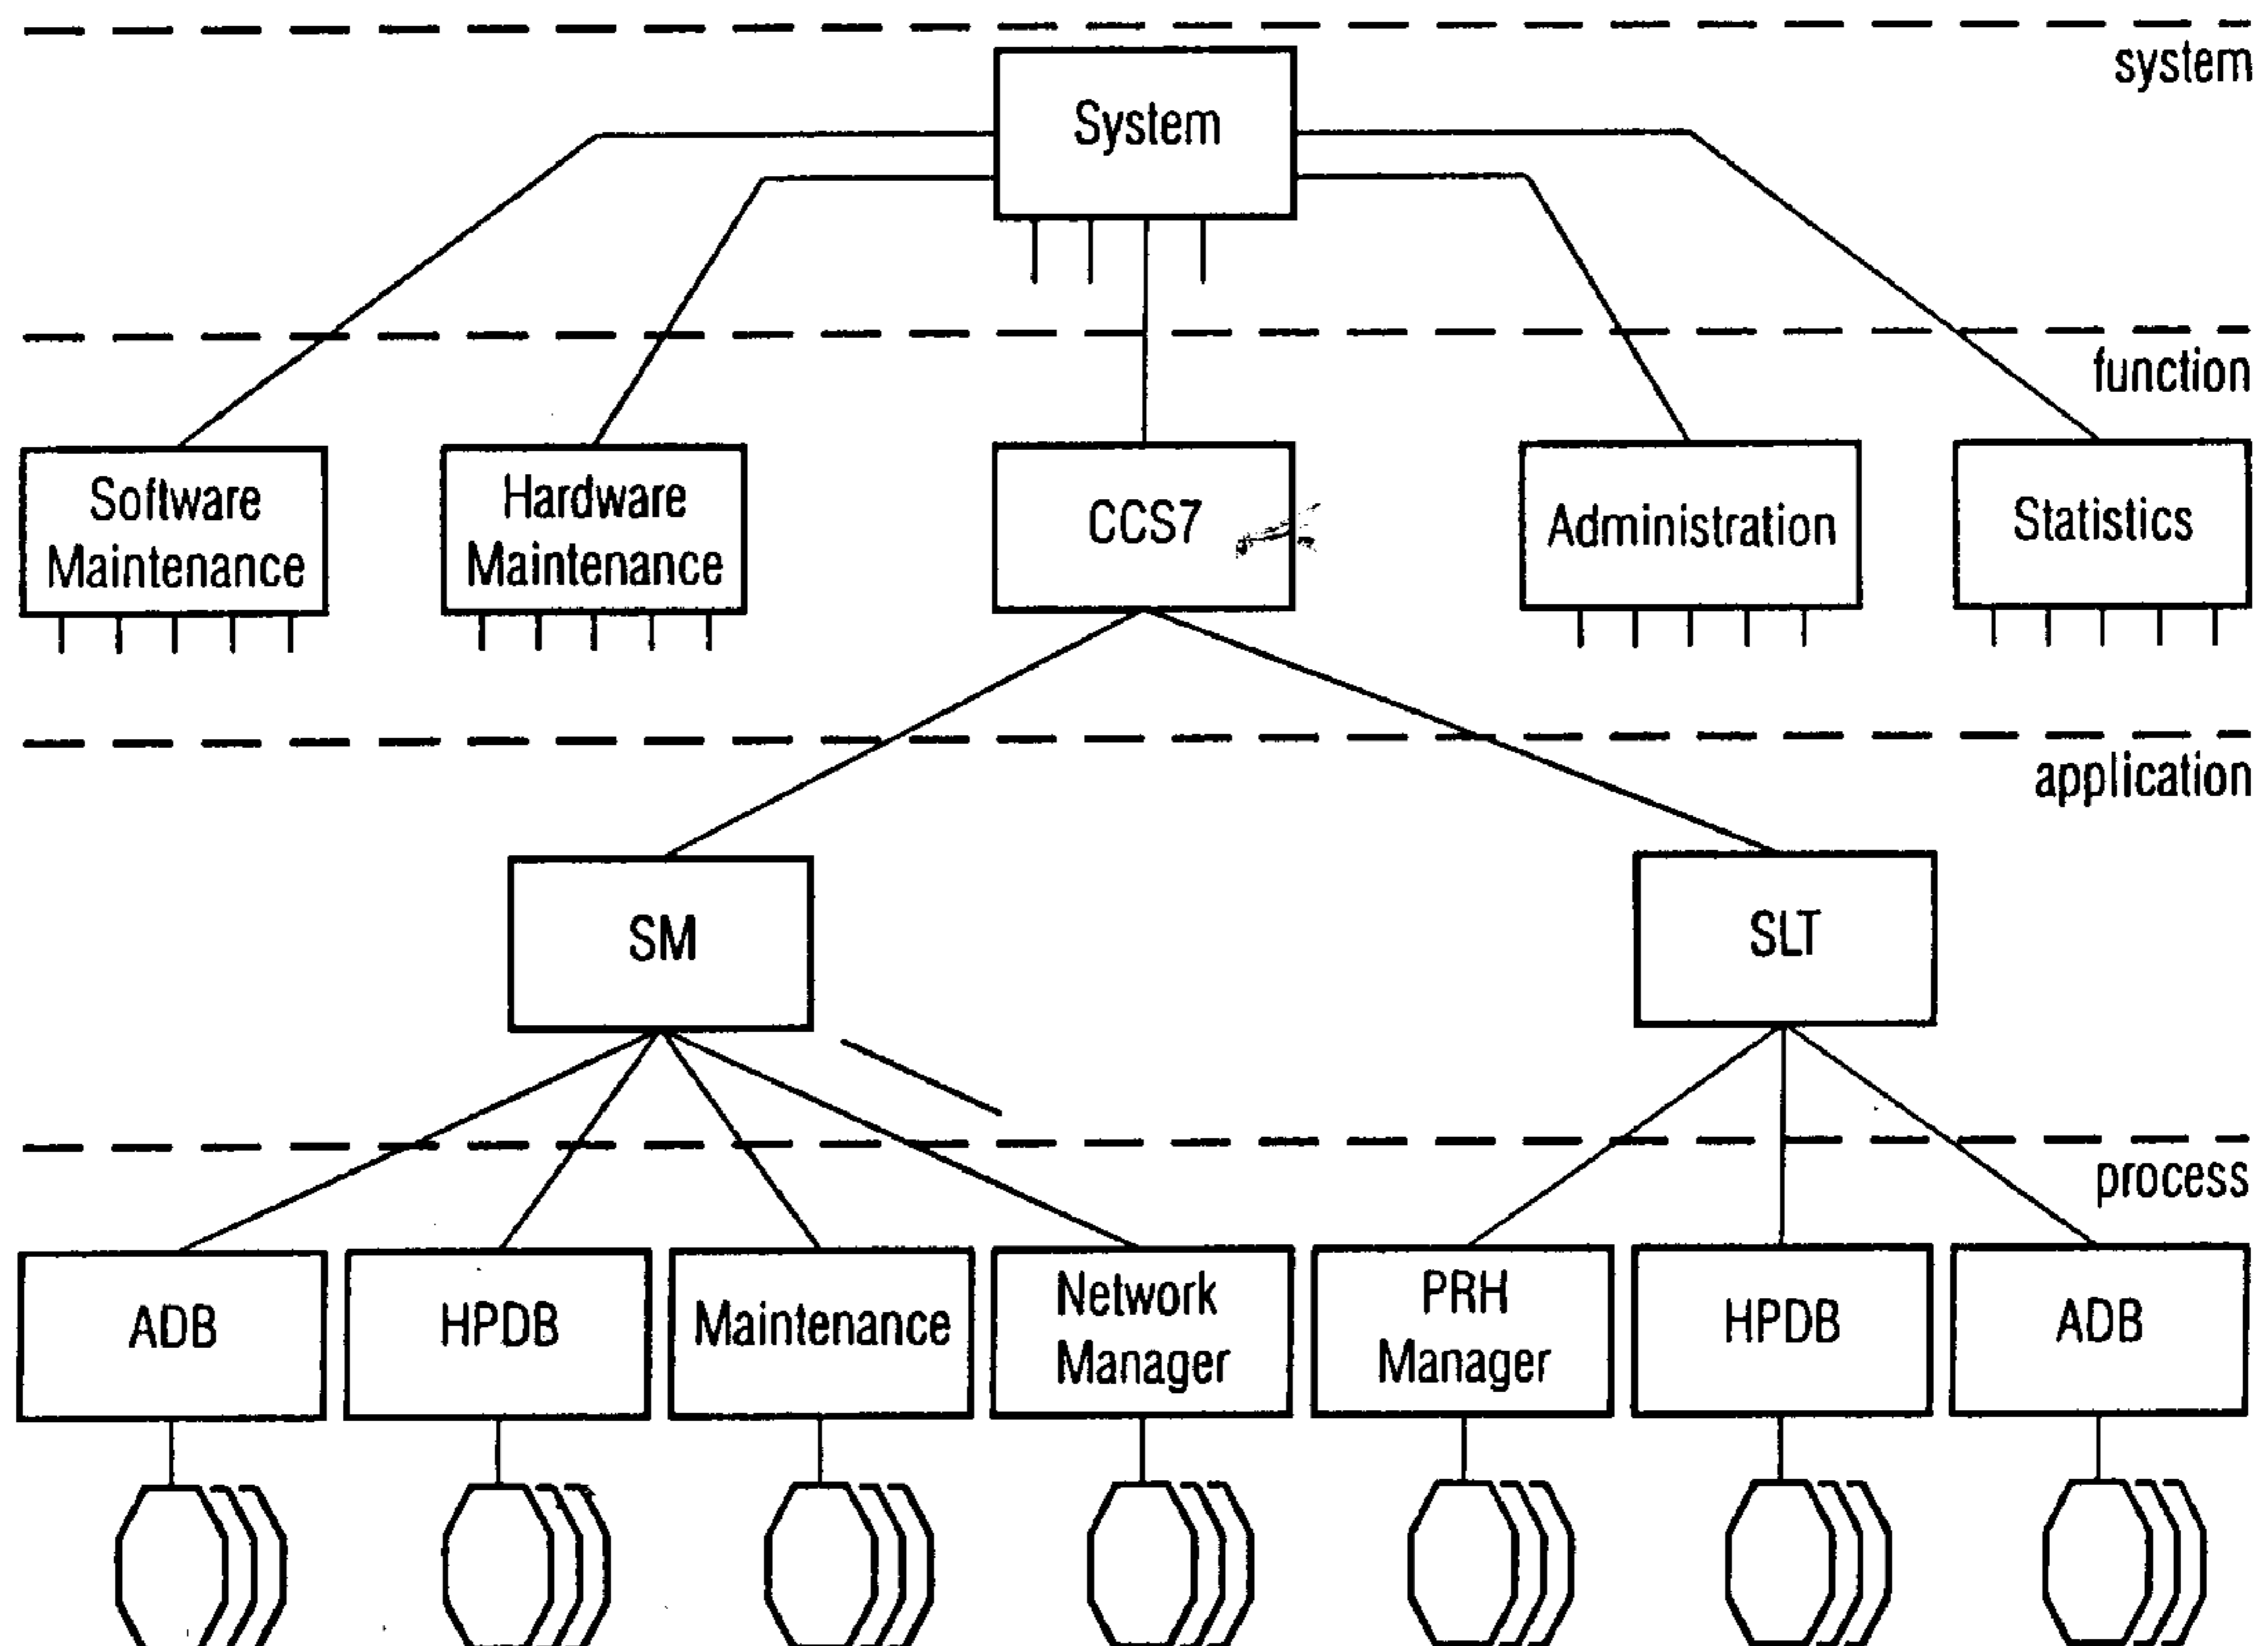 system
System
function
Software
Maintenance
Hardware
Maintenance
CCS7
Administration
Statistics
application
SM
SLT
process
ADB
HPDB
Maintenance
Network
Manager
PRH
Manager
HPDB
ADB